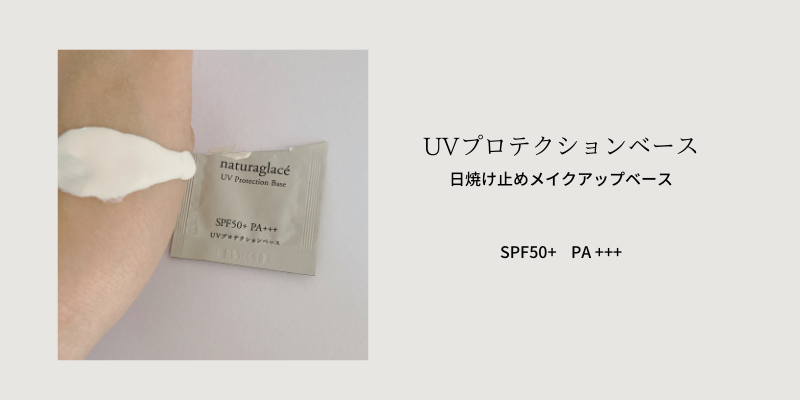 naturaglacé
UV Protection Base
SPF50+ PA+++
UVプロテクションベース
UVプロテクションベース
日焼け止めメイクアップベース
SPF50+ PA +++